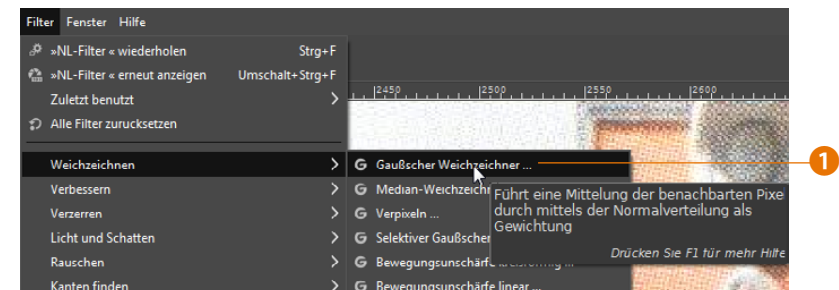 Filter Fenster Hilfe
»NL-Filter « wiederholen Strg+F
»NL-Filter « erneut anzeigen Umschalt+Strg+F
Zuletzt benutzt
Alle Filter zurucksetzen
2450 2500 2550 2600
Weichzeichnen
Verbessern
Verzerren
Licht und Schatten
Rauschen
Kanten finden
G Gaußscher Weichzeichner ...
G Median-Weichzeichn
G Verpixeln ...
G Selektiver Gaußscher
G Bewegungsunschärfe kreisförmig ...
G Bewegungsunschärfe linear ...
Führt eine Mittelung der benachbarten Pixe
durch mittels der Normalverteilung als
Gewichtung
Drücken Sie F1 für mehr Hilfe
1